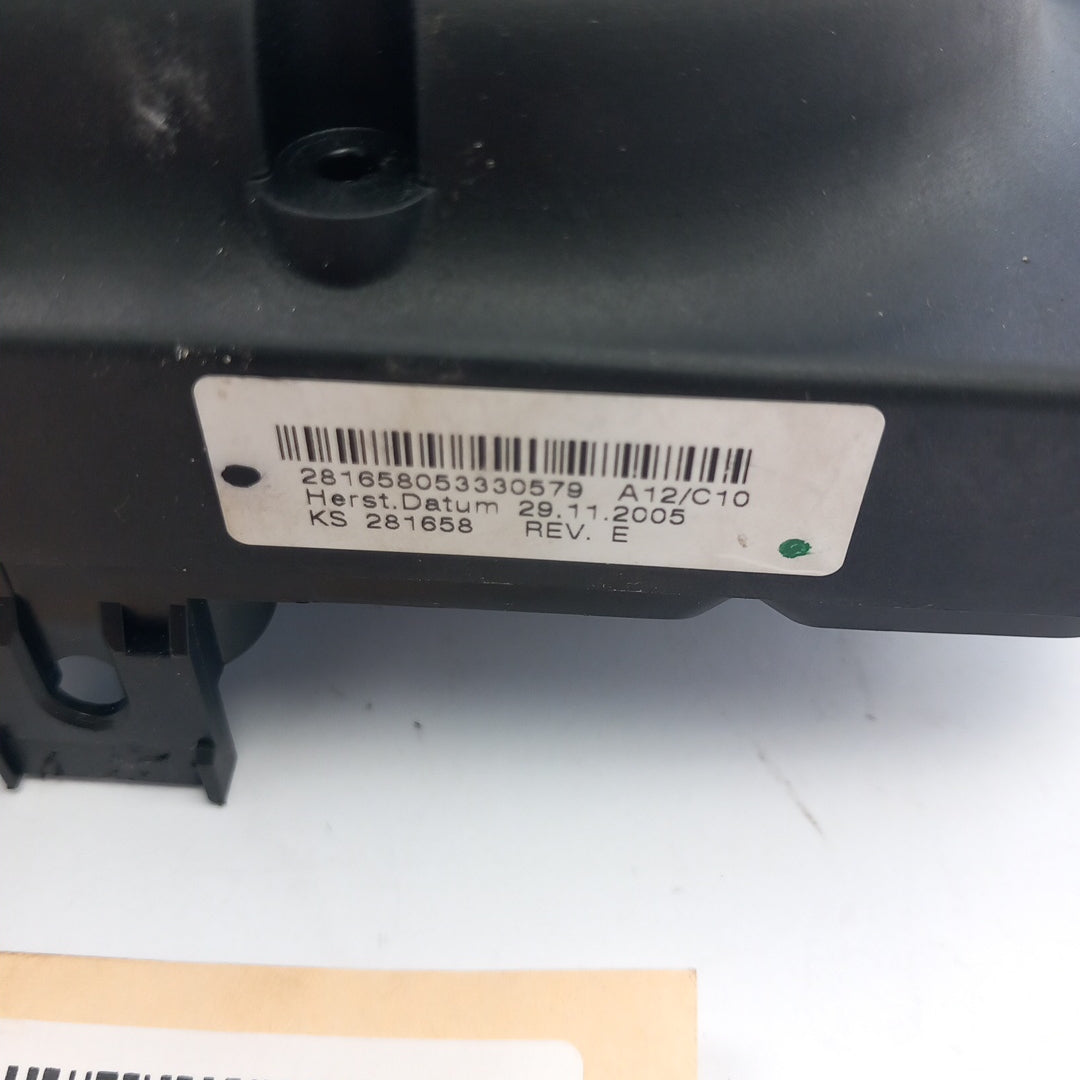 281658053330579 A12/C10
Herst.Datum 29.11.2005
KS 281658 REV. E